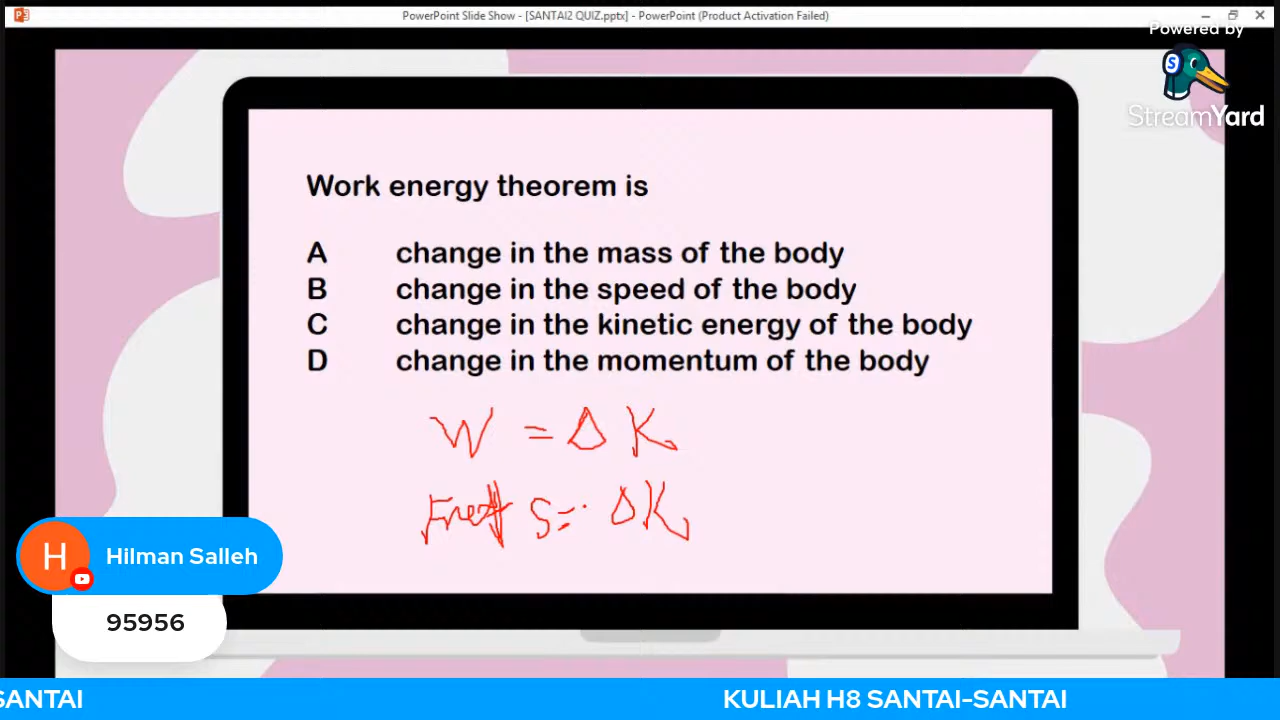 PowerPoint Slide Show - [SANTAI2 QUIZ.pptx] - PowerPoint (Product Activation Failed)
Powered by
StreamYard
Work energy theorem is
A change in the mass of the body
B change in the speed of the body
C change in the kinetic energy of the body
D change in the momentum of the body
W = Δ K
Fnet S = ΔK
H Hilman Salleh
95956
SANTAI KULIAH H8 SANTAI-SANTAI